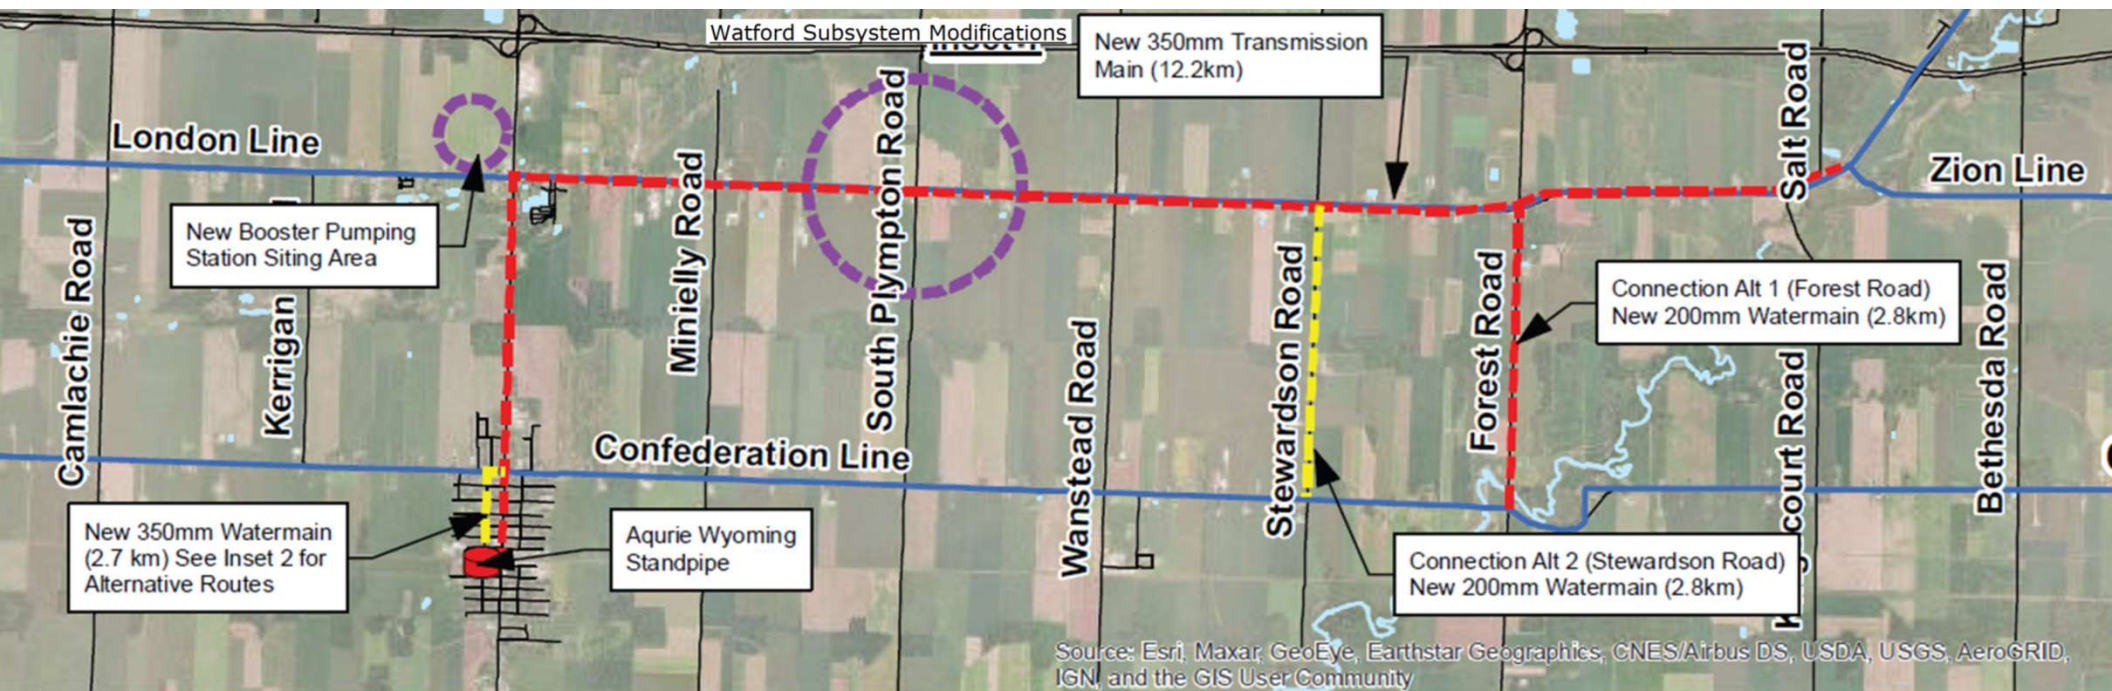 Watford Subsystem Modifications
New 350mm Transmission
Main (12.2km)
London Line
Salt Road
Zion Line
New Booster Pumping
Station Siting Area
Camlachie Road
Kerrigan
Minielly Road
South Plympton Road
Wanstead Road
Stewardson Road
Forest Road
Connection Alt 1 (Forest Road)
New 200mm Watermain (2.8km)
court Road
Bethesda Road
Confederation Line
New 350mm Watermain
(2.7 km) See Inset 2 for
Alternative Routes
Aqurie Wyoming
Standpipe
Connection Alt 2 (Stewardson Road)
New 200mm Watermain (2.8km)
Source: Esri, Maxar, GeoEye, Earthstar Geographics, CNES/Airbus DS, USDA, USGS, AeroGRID,
IGN, and the GIS User Community